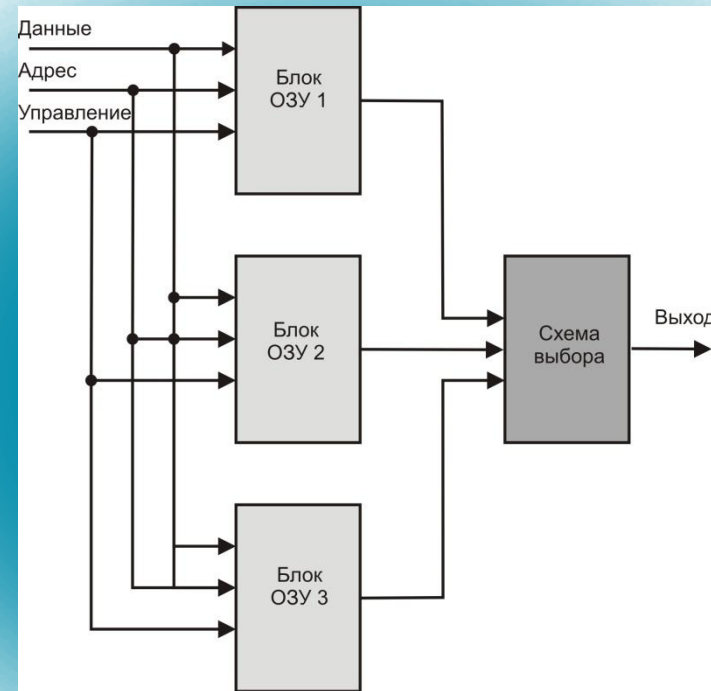 Данные
Адрес
Управление
Блок
ОЗУ 1
Блок
ОЗУ 2
Схема
выбора
Выход
Блок
ОЗУ 3